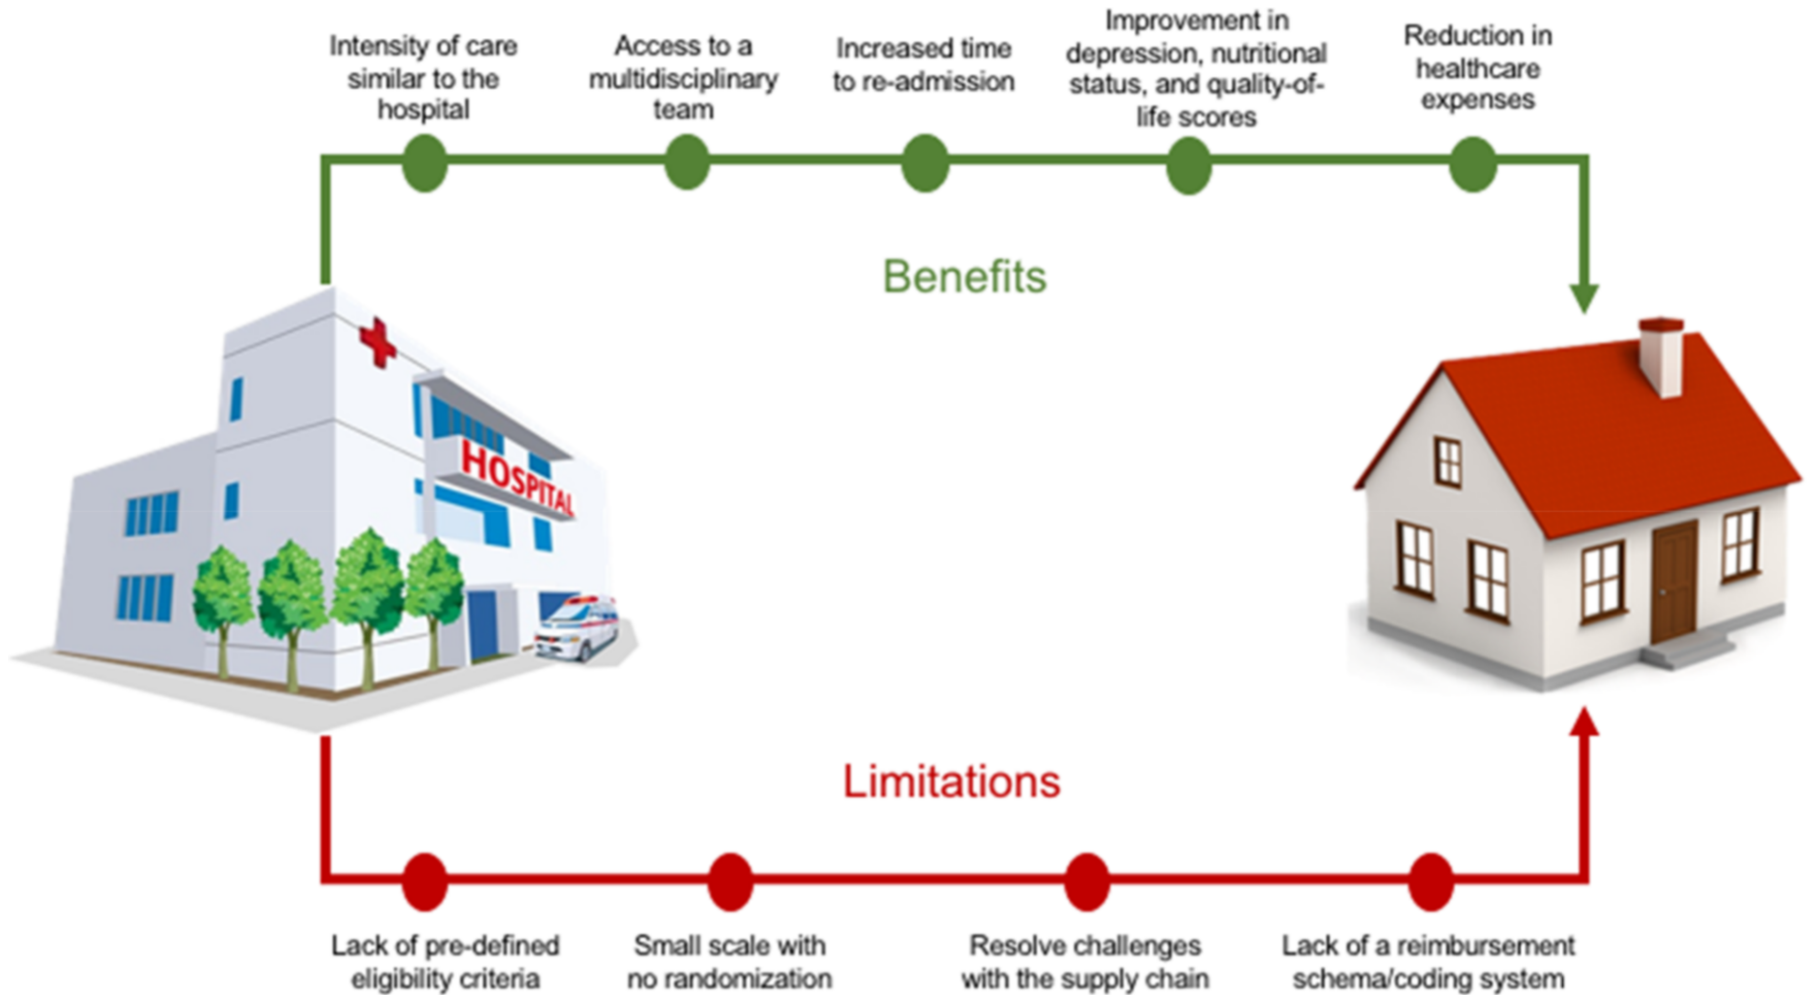 Intensity of care
similar to the
hospital
Access to a
multidisciplinary
team
Increased time
to re-admission
Improvement in
depression, nutritional
status, and quality-of-
life scores
Reduction in
healthcare
expenses
Benefits
HOSPITAL
Limitations
Lack of pre-defined
eligibility criteria
Small scale with
no randomization
Resolve challenges
with the supply chain
Lack of a reimbursement
schema/coding system